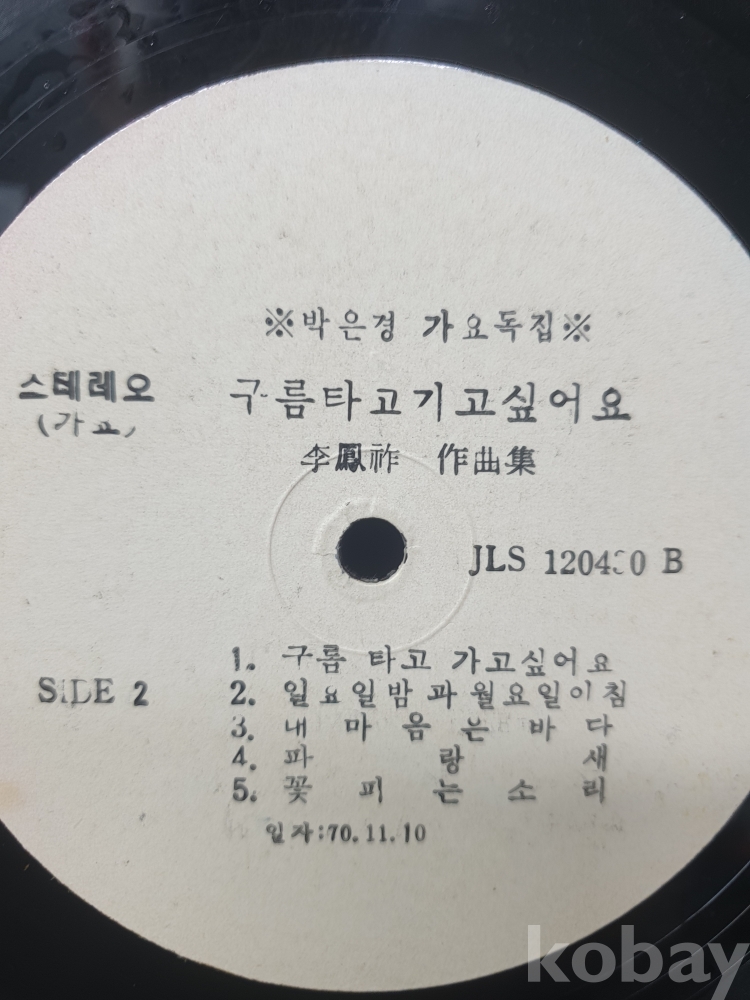 ※박은경 가요독집※
스테레오
(가요)
구름타고기고싶어요
李鳳祚 作曲集
SIDE 2
1. 구름 타고 가고싶어요
2. 일요일밤과월요일이침
3. 내마음은바다
4. 파랑새
5. 꽃피는소리
일자:70.11.10
kobay